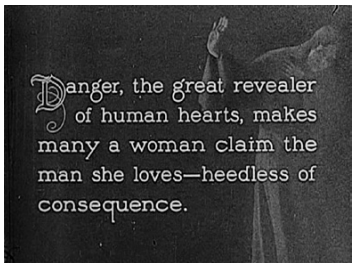 Danger, the great revealer
of human hearts, makes
many a woman claim the
man she loves—heedless of
consequence.